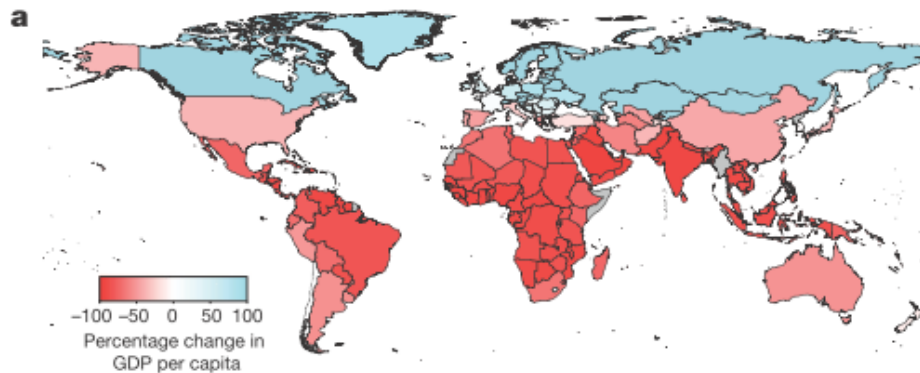 a
−100 −50 0 50 100
Percentage change in
GDP per capita